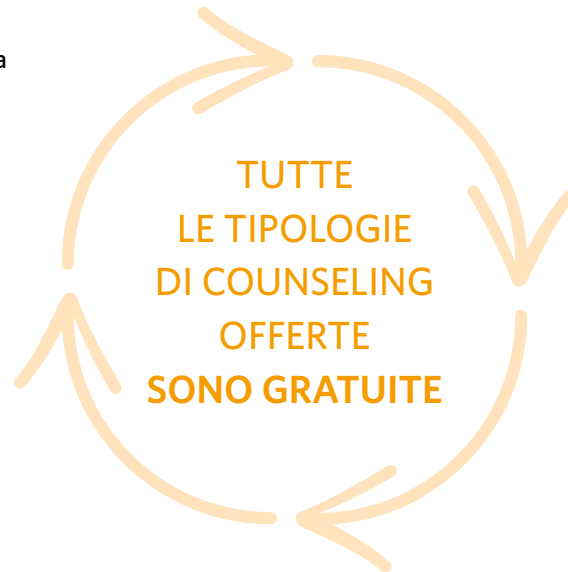 a
TUTTE
LE TIPOLOGIE
DI COUNSELING
OFFERTE
SONO GRATUITE